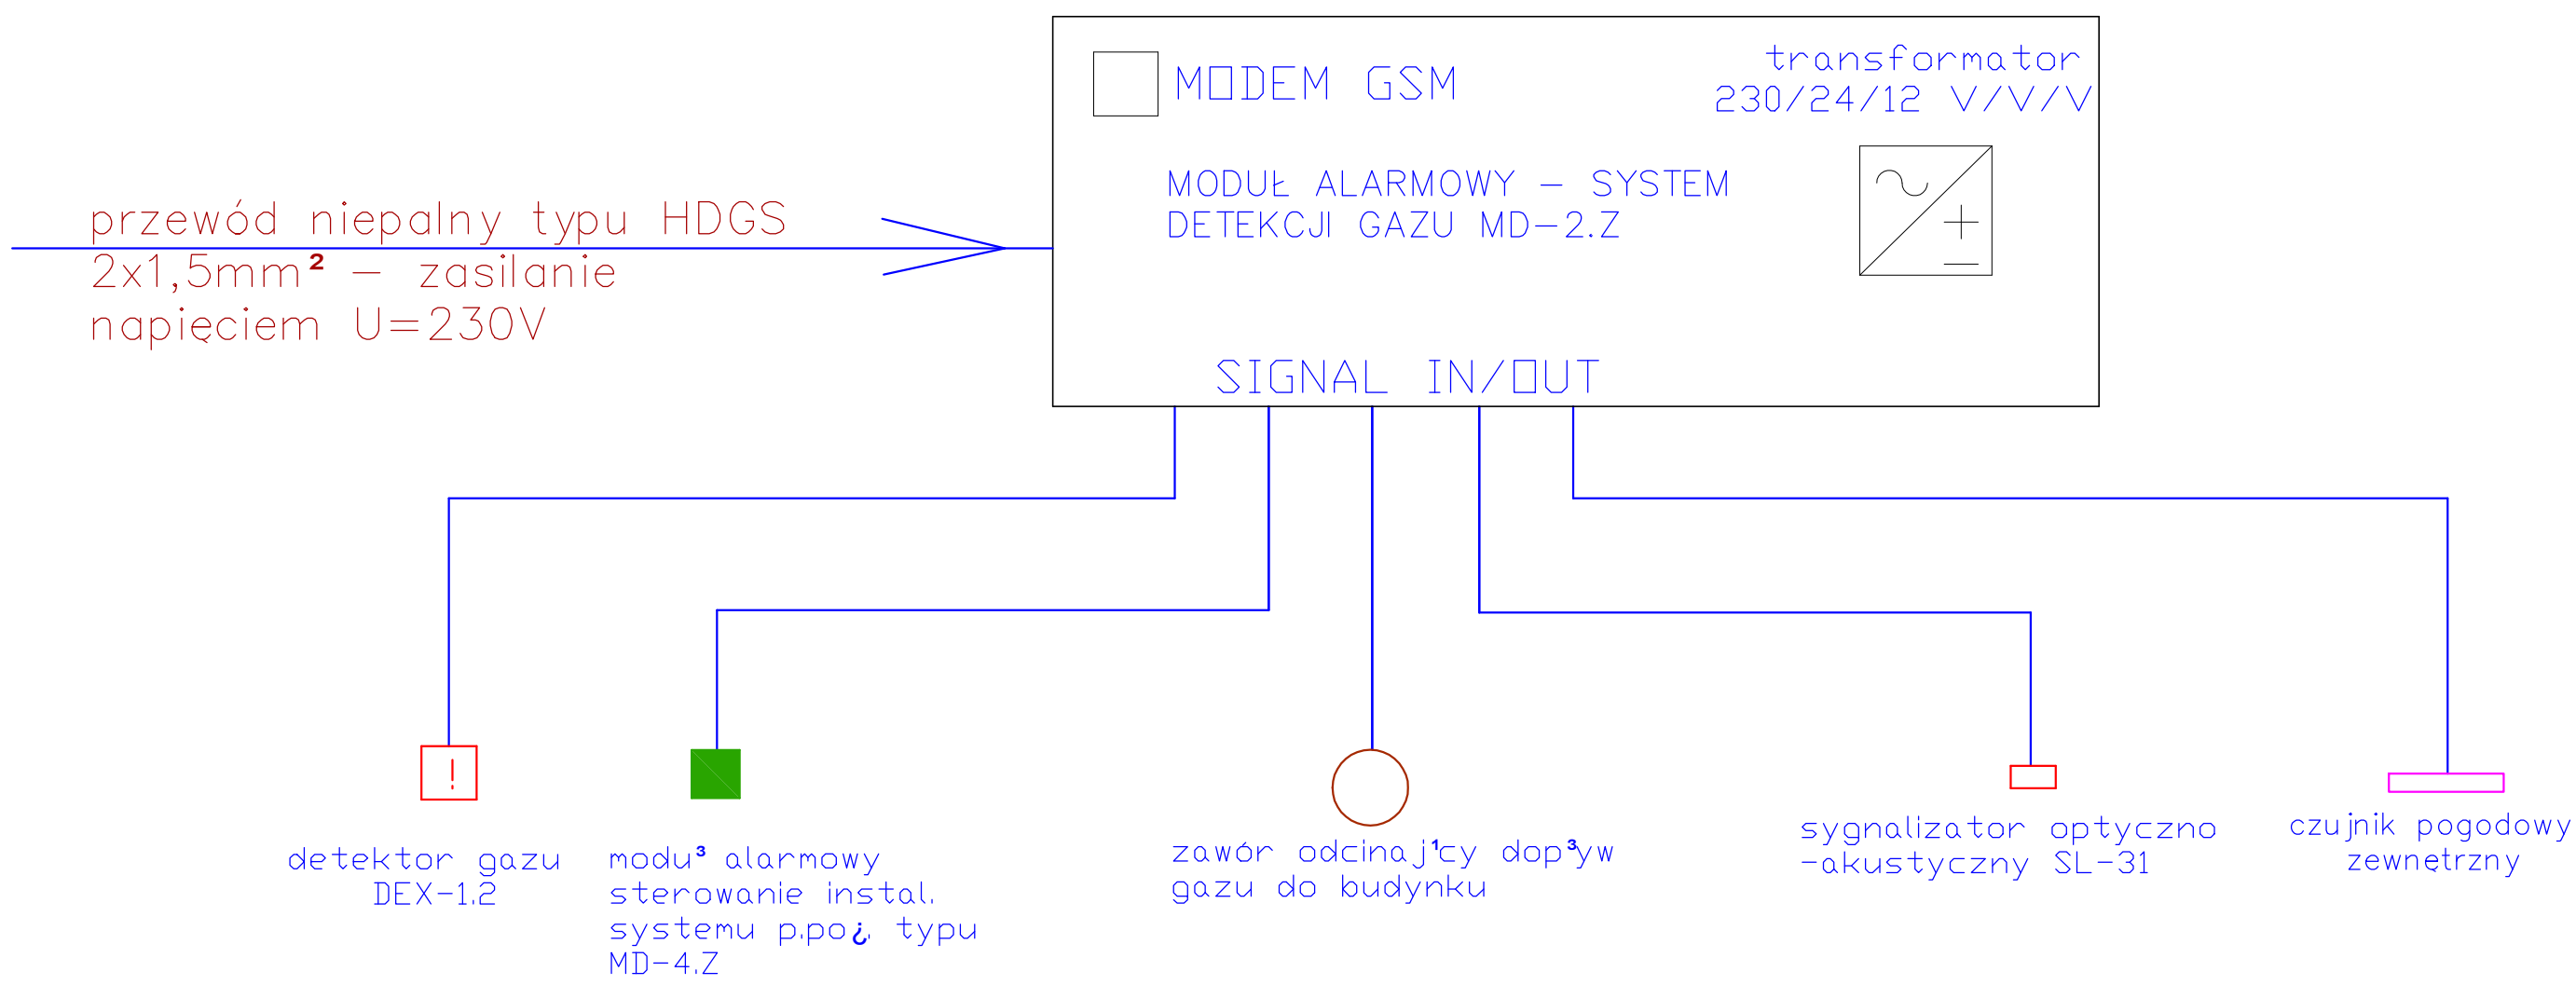 MODEM GSM
transformator
230/24/12 V/V/V
MODUŁ ALARMOWY – SYSTEM
DETEKCJI GAZU MD–2.Z
przewód niepalny typu HDGS
2x1,5mm² – zasilanie
napięciem U=230V
SIGNAL IN/OUT
detektor gazu
DEX-1.2
modu³ alarmowy
sterowanie instal.
systemu p.po¿. typu
MD-4.Z
zawór odcinaj¹cy dop³yw
gazu do budynku
sygnalizator optyczno
-akustyczny SL-31
czujnik pogodowy
zewnętrzny
!